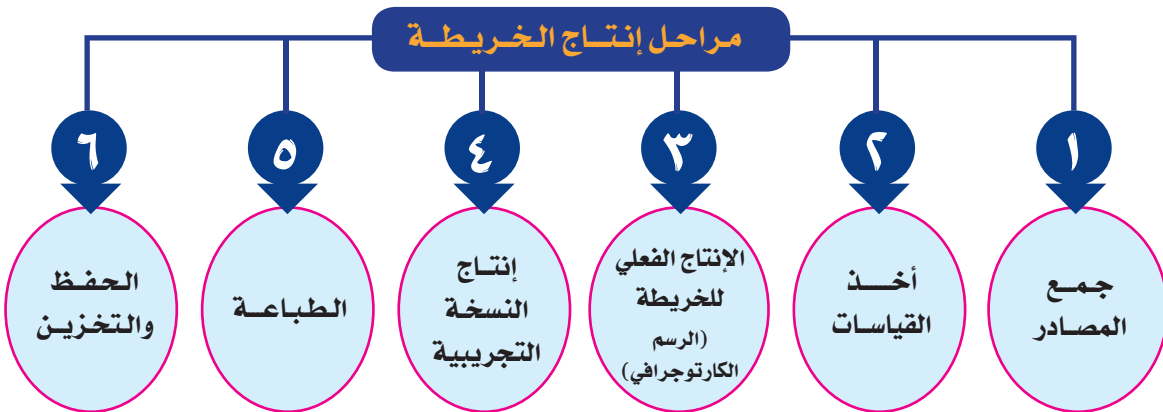 مراحل إنتاج الخريطة
١
جمع
المصادر
٢
أخذ
القياسات
٣
الإنتاج الفعلي
للخريطة
(الرسم
الكارتوجرافي)
٤
إنتاج
النسخة
التجريبية
٥
الطباعة
٦
الحفظ
والتخزين